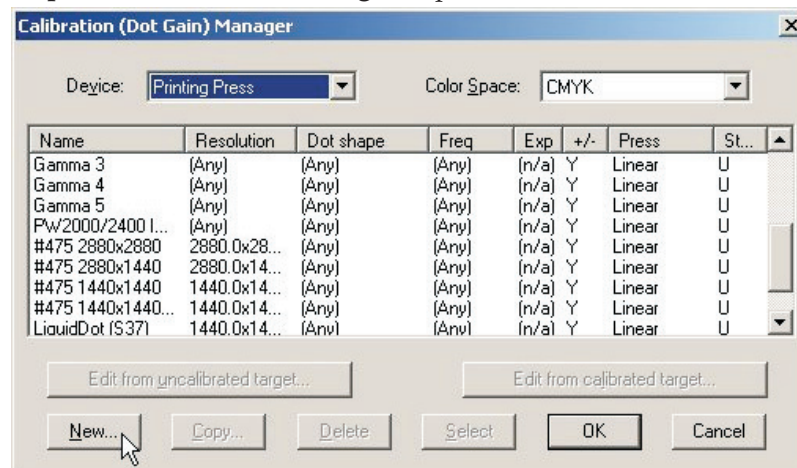 Calibration (Dot Gain) Manager
Device: Printing Press Color Space: CMYK
Name Resolution Dot shape Freq Exp +/- Press St...
Gamma 3 (Any) (Any) (Any) (n/a) Y Linear U
Gamma 4 (Any) (Any) (Any) (n/a) Y Linear U
Gamma 5 (Any) (Any) (Any) (n/a) Y Linear U
PW2000/2400 I... (Any) (Any) (Any) (n/a) Y Linear U
#475 2880x2880 2880.0x28... (Any) (Any) (n/a) Y Linear U
#475 2880x1440 2880.0x14... (Any) (Any) (n/a) Y Linear U
#475 1440x1440 1440.0x14... (Any) (Any) (n/a) Y Linear U
#475 1440x1440... 1440.0x14... (Any) (Any) (n/a) Y Linear U
LiquidDot (S37) 1440.0x14... (Any) (Any) (n/a) Y Linear U
Edit from uncalibrated target... Edit from calibrated target...
New... Copy... Delete Select OK Cancel